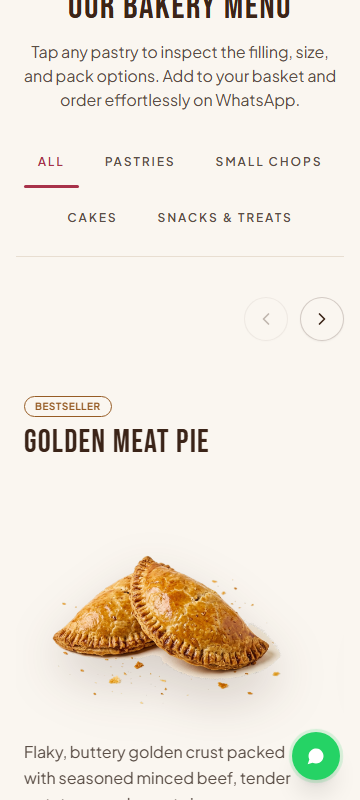 OUR BAKERY MENU
Tap any pastry to inspect the filling, size,
and pack options. Add to your basket and
order effortlessly on WhatsApp.
ALL PASTRIES SMALL CHOPS
CAKES SNACKS & TREATS
BESTSELLER
GOLDEN MEAT PIE
Flaky, buttery golden crust packed
with seasoned minced beef, tender